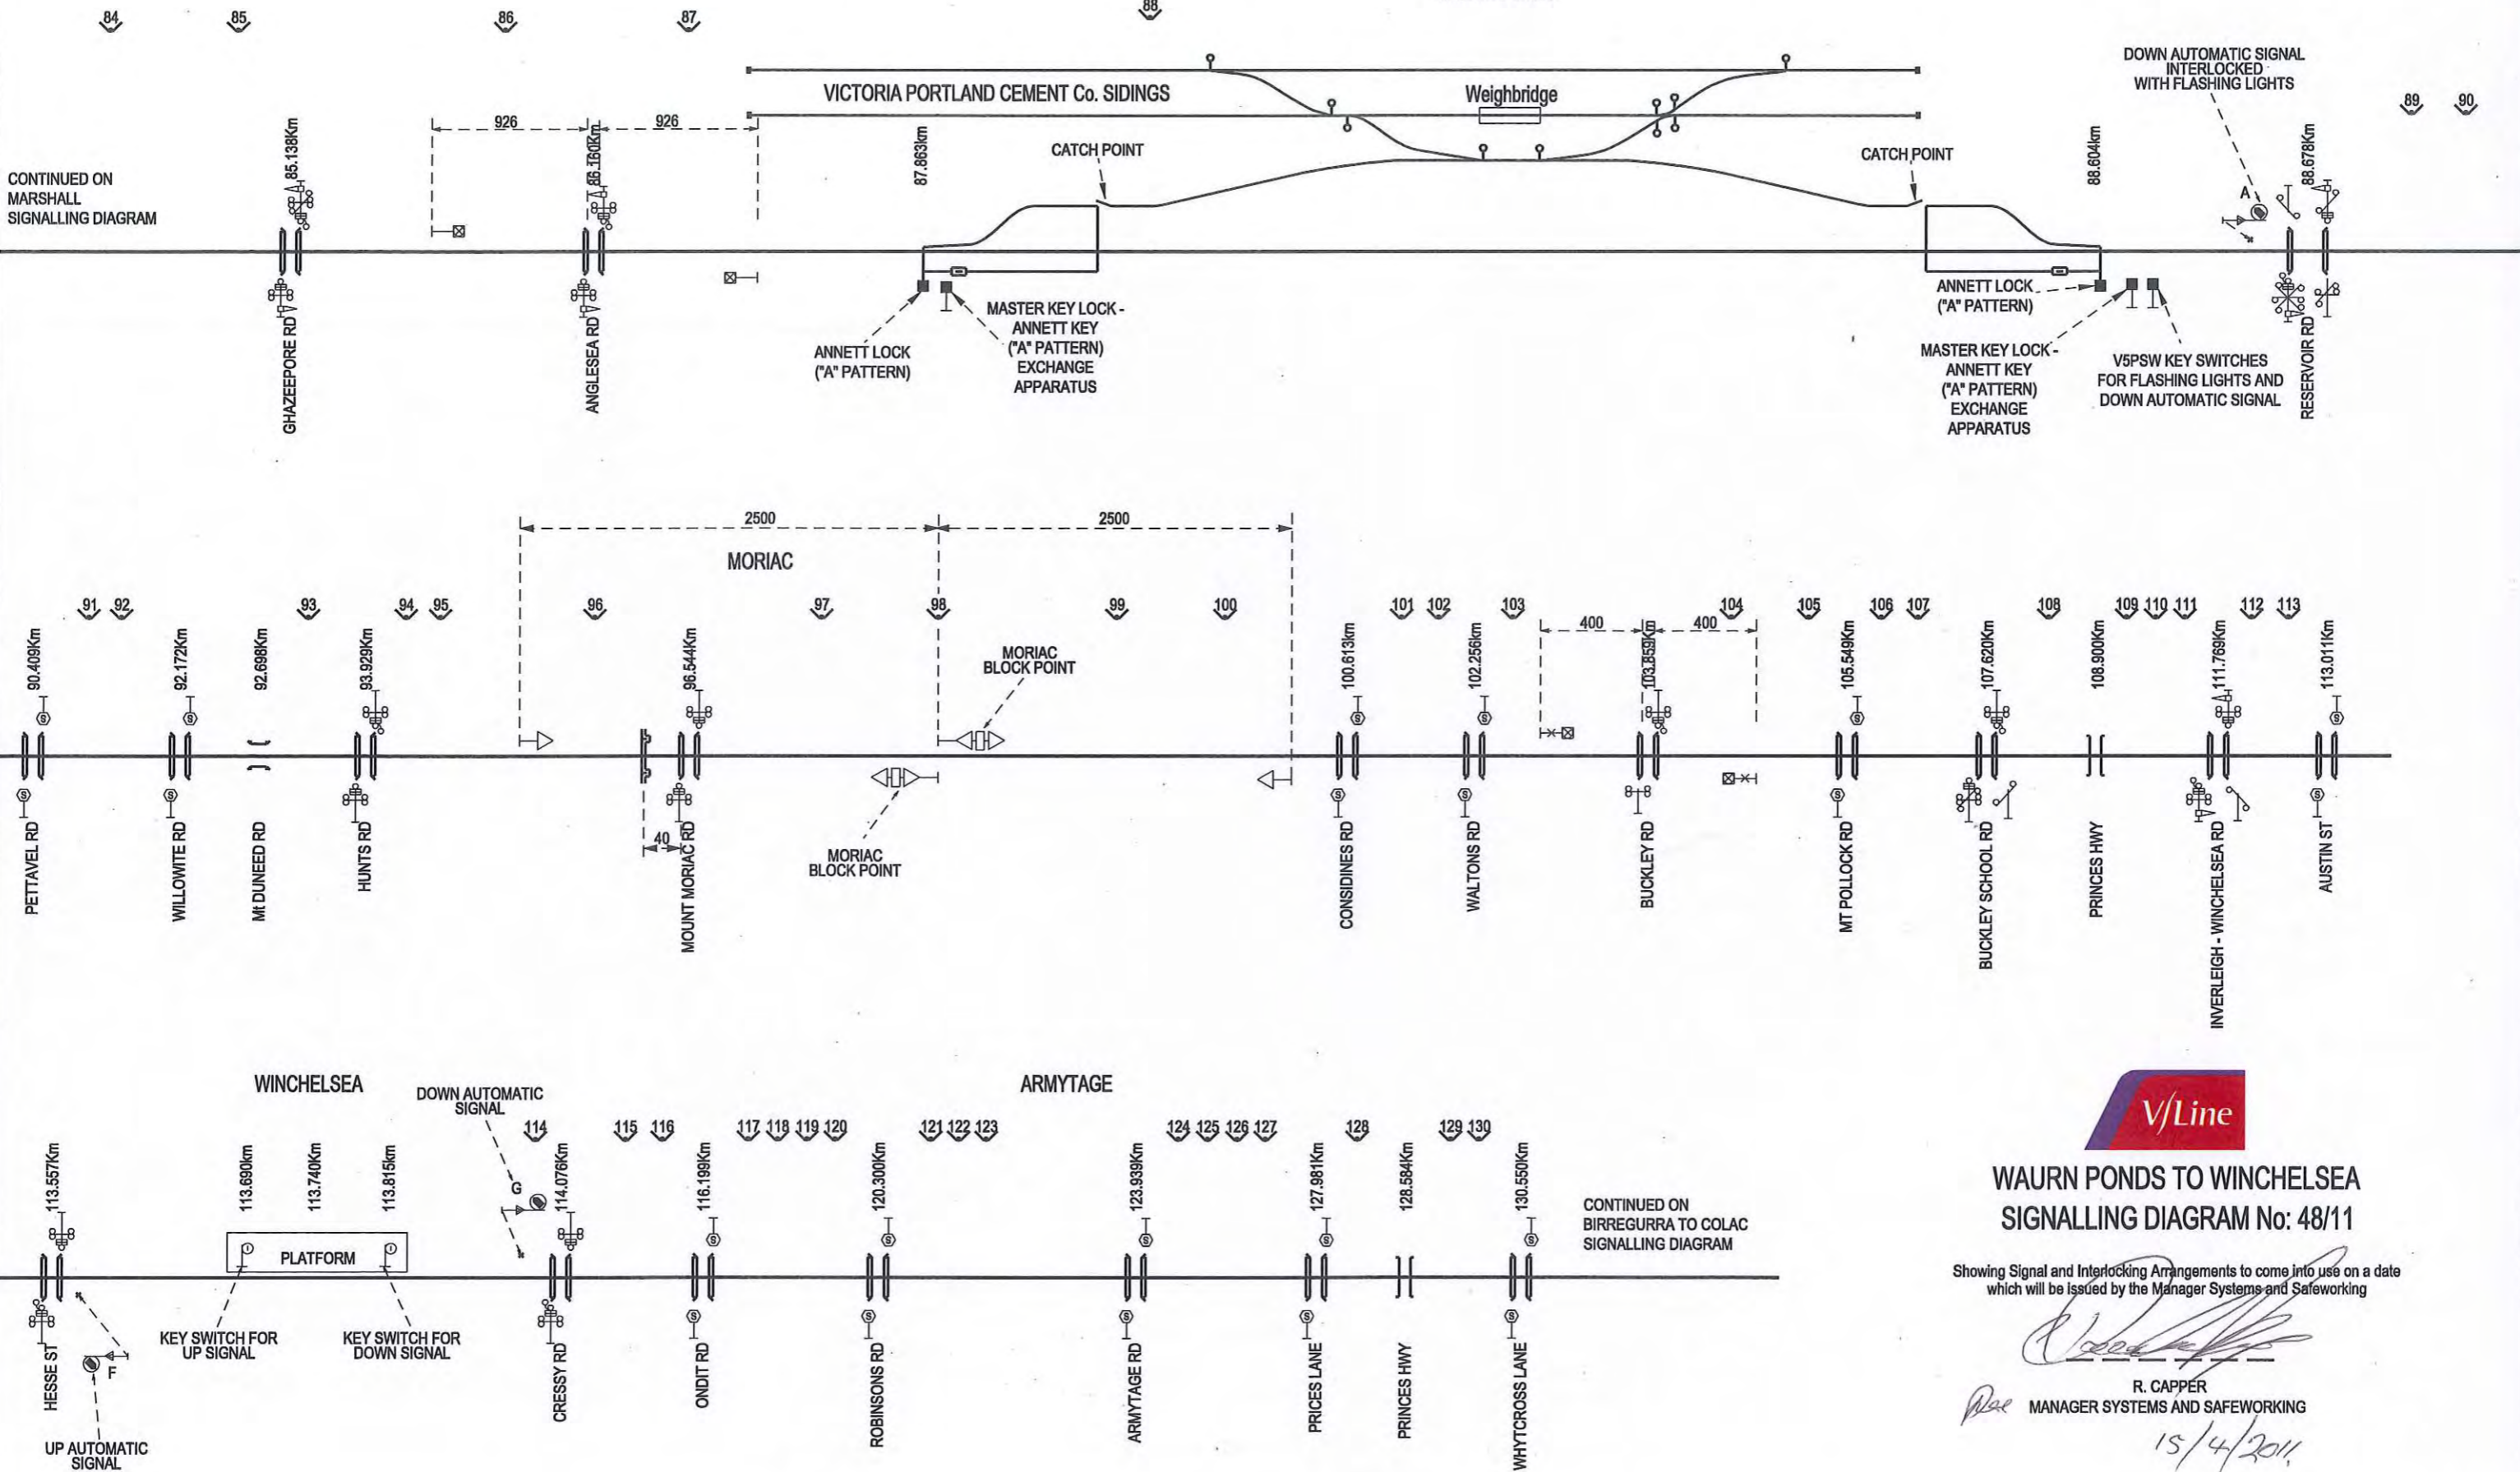 84
85
86
87
88
DOWN AUTOMATIC SIGNAL
INTERLOCKED
WITH FLASHING LIGHTS
VICTORIA PORTLAND CEMENT Co. SIDINGS
Weighbridge
89
90
926
926
85.138Km
86.160Km
87.863km
CATCH POINT
CATCH POINT
88.604km
88.678Km
A
CONTINUED ON
MARSHALL
SIGNALLING DIAGRAM
GHAZEEPORE RD
ANGLESEA RD
ANNETT LOCK
("A" PATTERN)
MASTER KEY LOCK -
ANNETT KEY
("A" PATTERN)
EXCHANGE
APPARATUS
ANNETT LOCK
("A" PATTERN)
MASTER KEY LOCK -
ANNETT KEY
("A" PATTERN)
EXCHANGE
APPARATUS
V5PSW KEY SWITCHES
FOR FLASHING LIGHTS AND
DOWN AUTOMATIC SIGNAL
RESERVOIR RD
2500
2500
MORIAC
91
92
93
94
95
96
97
98
99
100
101
102
103
104
105
106
107
108
109
110
111
112
113
400
400
90.409Km
92.172Km
92.698Km
93.929Km
96.544Km
100.613km
102.256km
103.859Km
105.549Km
107.620Km
108.900Km
111.769Km
113.011Km
MORIAC
BLOCK POINT
S
S
S
S
S
S
S
S
S
S
S
S
40
MORIAC
BLOCK POINT
PETTAVEL RD
WILLOWITE RD
Mt DUNEED RD
HUNTS RD
MOUNT MORIAC RD
CONSIDINES RD
WALTONS RD
BUCKLEY RD
MT POLLOCK RD
BUCKLEY SCHOOL RD
PRINCES HWY
INVERLEIGH - WINCHELSEA RD
AUSTIN ST
WINCHELSEA
DOWN AUTOMATIC
SIGNAL
ARMYTAGE
114
115
116
117
118
119
120
121
122
123
124
125
126
127
128
129
130
113.557Km
113.690km
113.740Km
113.815km
G
114.076Km
116.199Km
120.300Km
123.939Km
127.981Km
128.584Km
130.550Km
PLATFORM
S
S
S
S
S
S
S
S
S
S
CONTINUED ON
BIRREGURRA TO COLAC
SIGNALLING DIAGRAM
KEY SWITCH FOR
UP SIGNAL
KEY SWITCH FOR
DOWN SIGNAL
F
UP AUTOMATIC
SIGNAL
HESSE ST
CRESSY RD
ONDIT RD
ROBINSONS RD
ARMYTAGE RD
PRICES LANE
PRINCES HWY
WHYTCROSS LANE
V/Line
WAURN PONDS TO WINCHELSEA
SIGNALLING DIAGRAM No: 48/11
Showing Signal and Interlocking Arrangements to come into use on a date
which will be issued by the Manager Systems and Safeworking
R. CAPPER
MANAGER SYSTEMS AND SAFEWORKING
15/4/2011